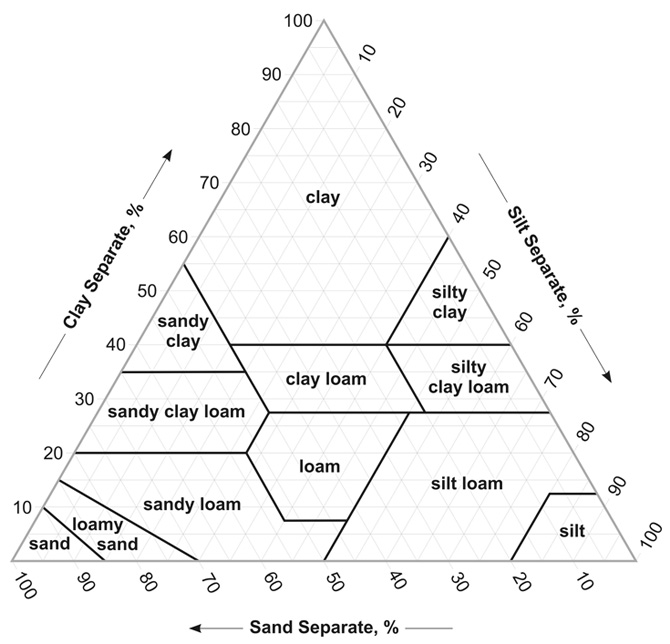 100
90
80
70
60
50
40
30
20
10
10
20
30
40
50
60
70
80
90
100
Clay Separate, %
Silt Separate, %
clay
silty
clay
sandy
clay
clay loam
silty
clay loam
sandy clay loam
loam
silt loam
sandy loam
loamy
sand
sand
silt
100
90
80
70
60
50
40
30
20
10
Sand Separate, %